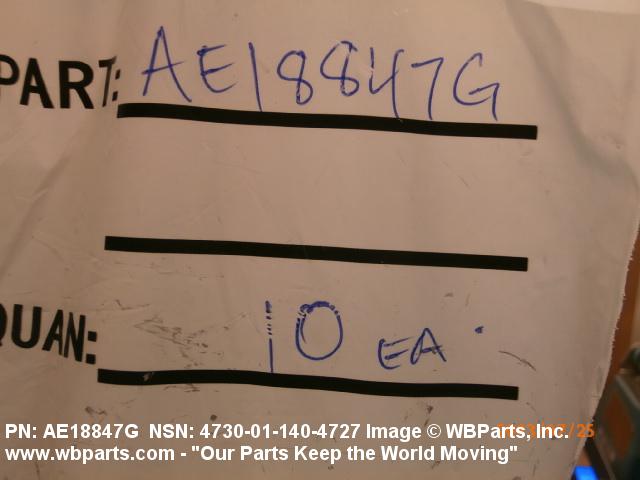 PART: AE18847G
QUAN: 10 EA
PN: AE18847G NSN: 4730-01-140-4727 Image © WBParts, Inc.
www.wbparts.com - "Our Parts Keep the World Moving"